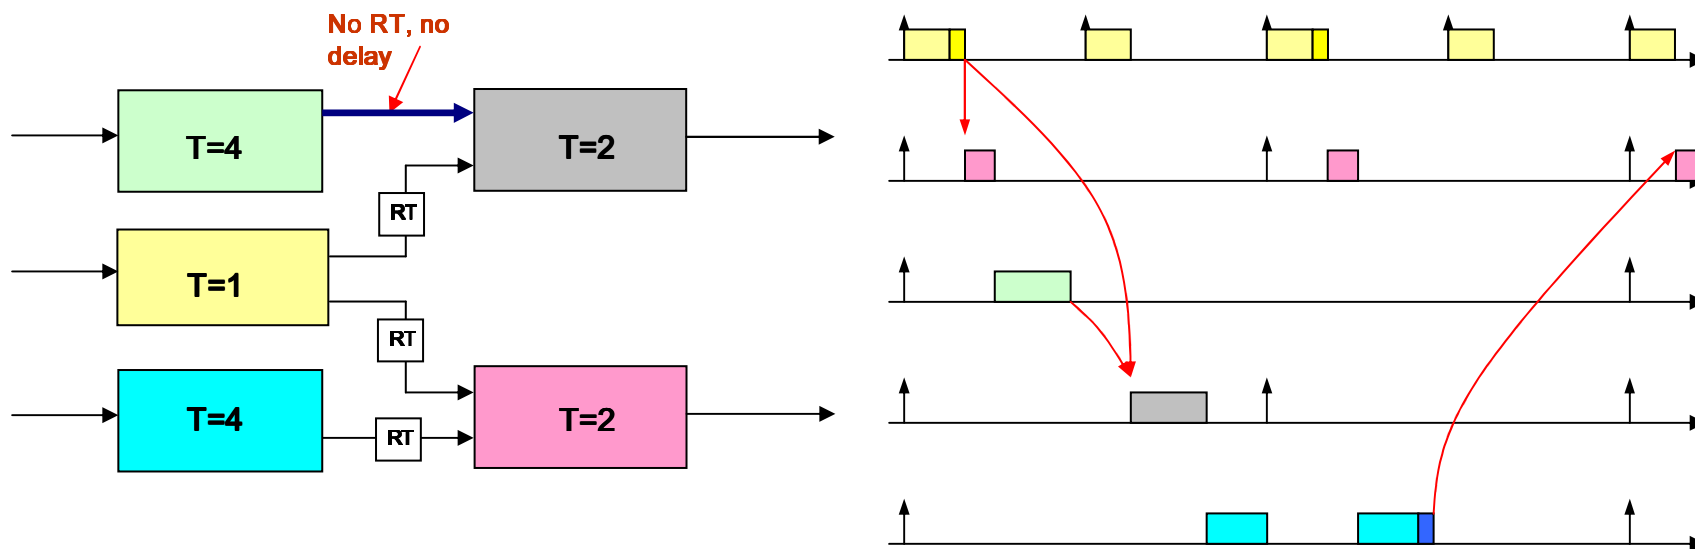 No RT, no
delay
T=4
T=2
RT
T=1
RT
T=4
RT
T=2